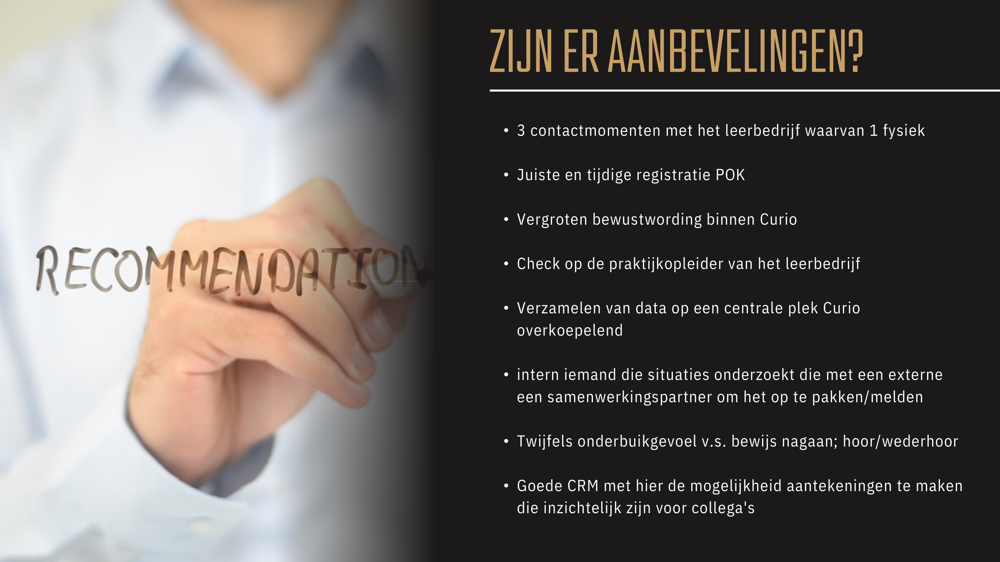 ZIJN ER AANBEVELINGEN?
• 3 contactmomenten met het leerbedrijf waarvan 1 fysiek
• Juiste en tijdige registratie POK
• Vergroten bewustwording binnen Curio
• Check op de praktijkopleider van het leerbedrijf
• Verzamelen van data op een centrale plek Curio
overkoepelend
• intern iemand die situaties onderzoekt die met een externe
een samenwerkingspartner om het op te pakken/melden
• Twijfels onderbuikgevoel v.s. bewijs nagaan; hoor/wederhoor
• Goede CRM met hier de mogelijkheid aantekeningen te maken
die inzichtelijk zijn voor collega's
RECOMMENDATION